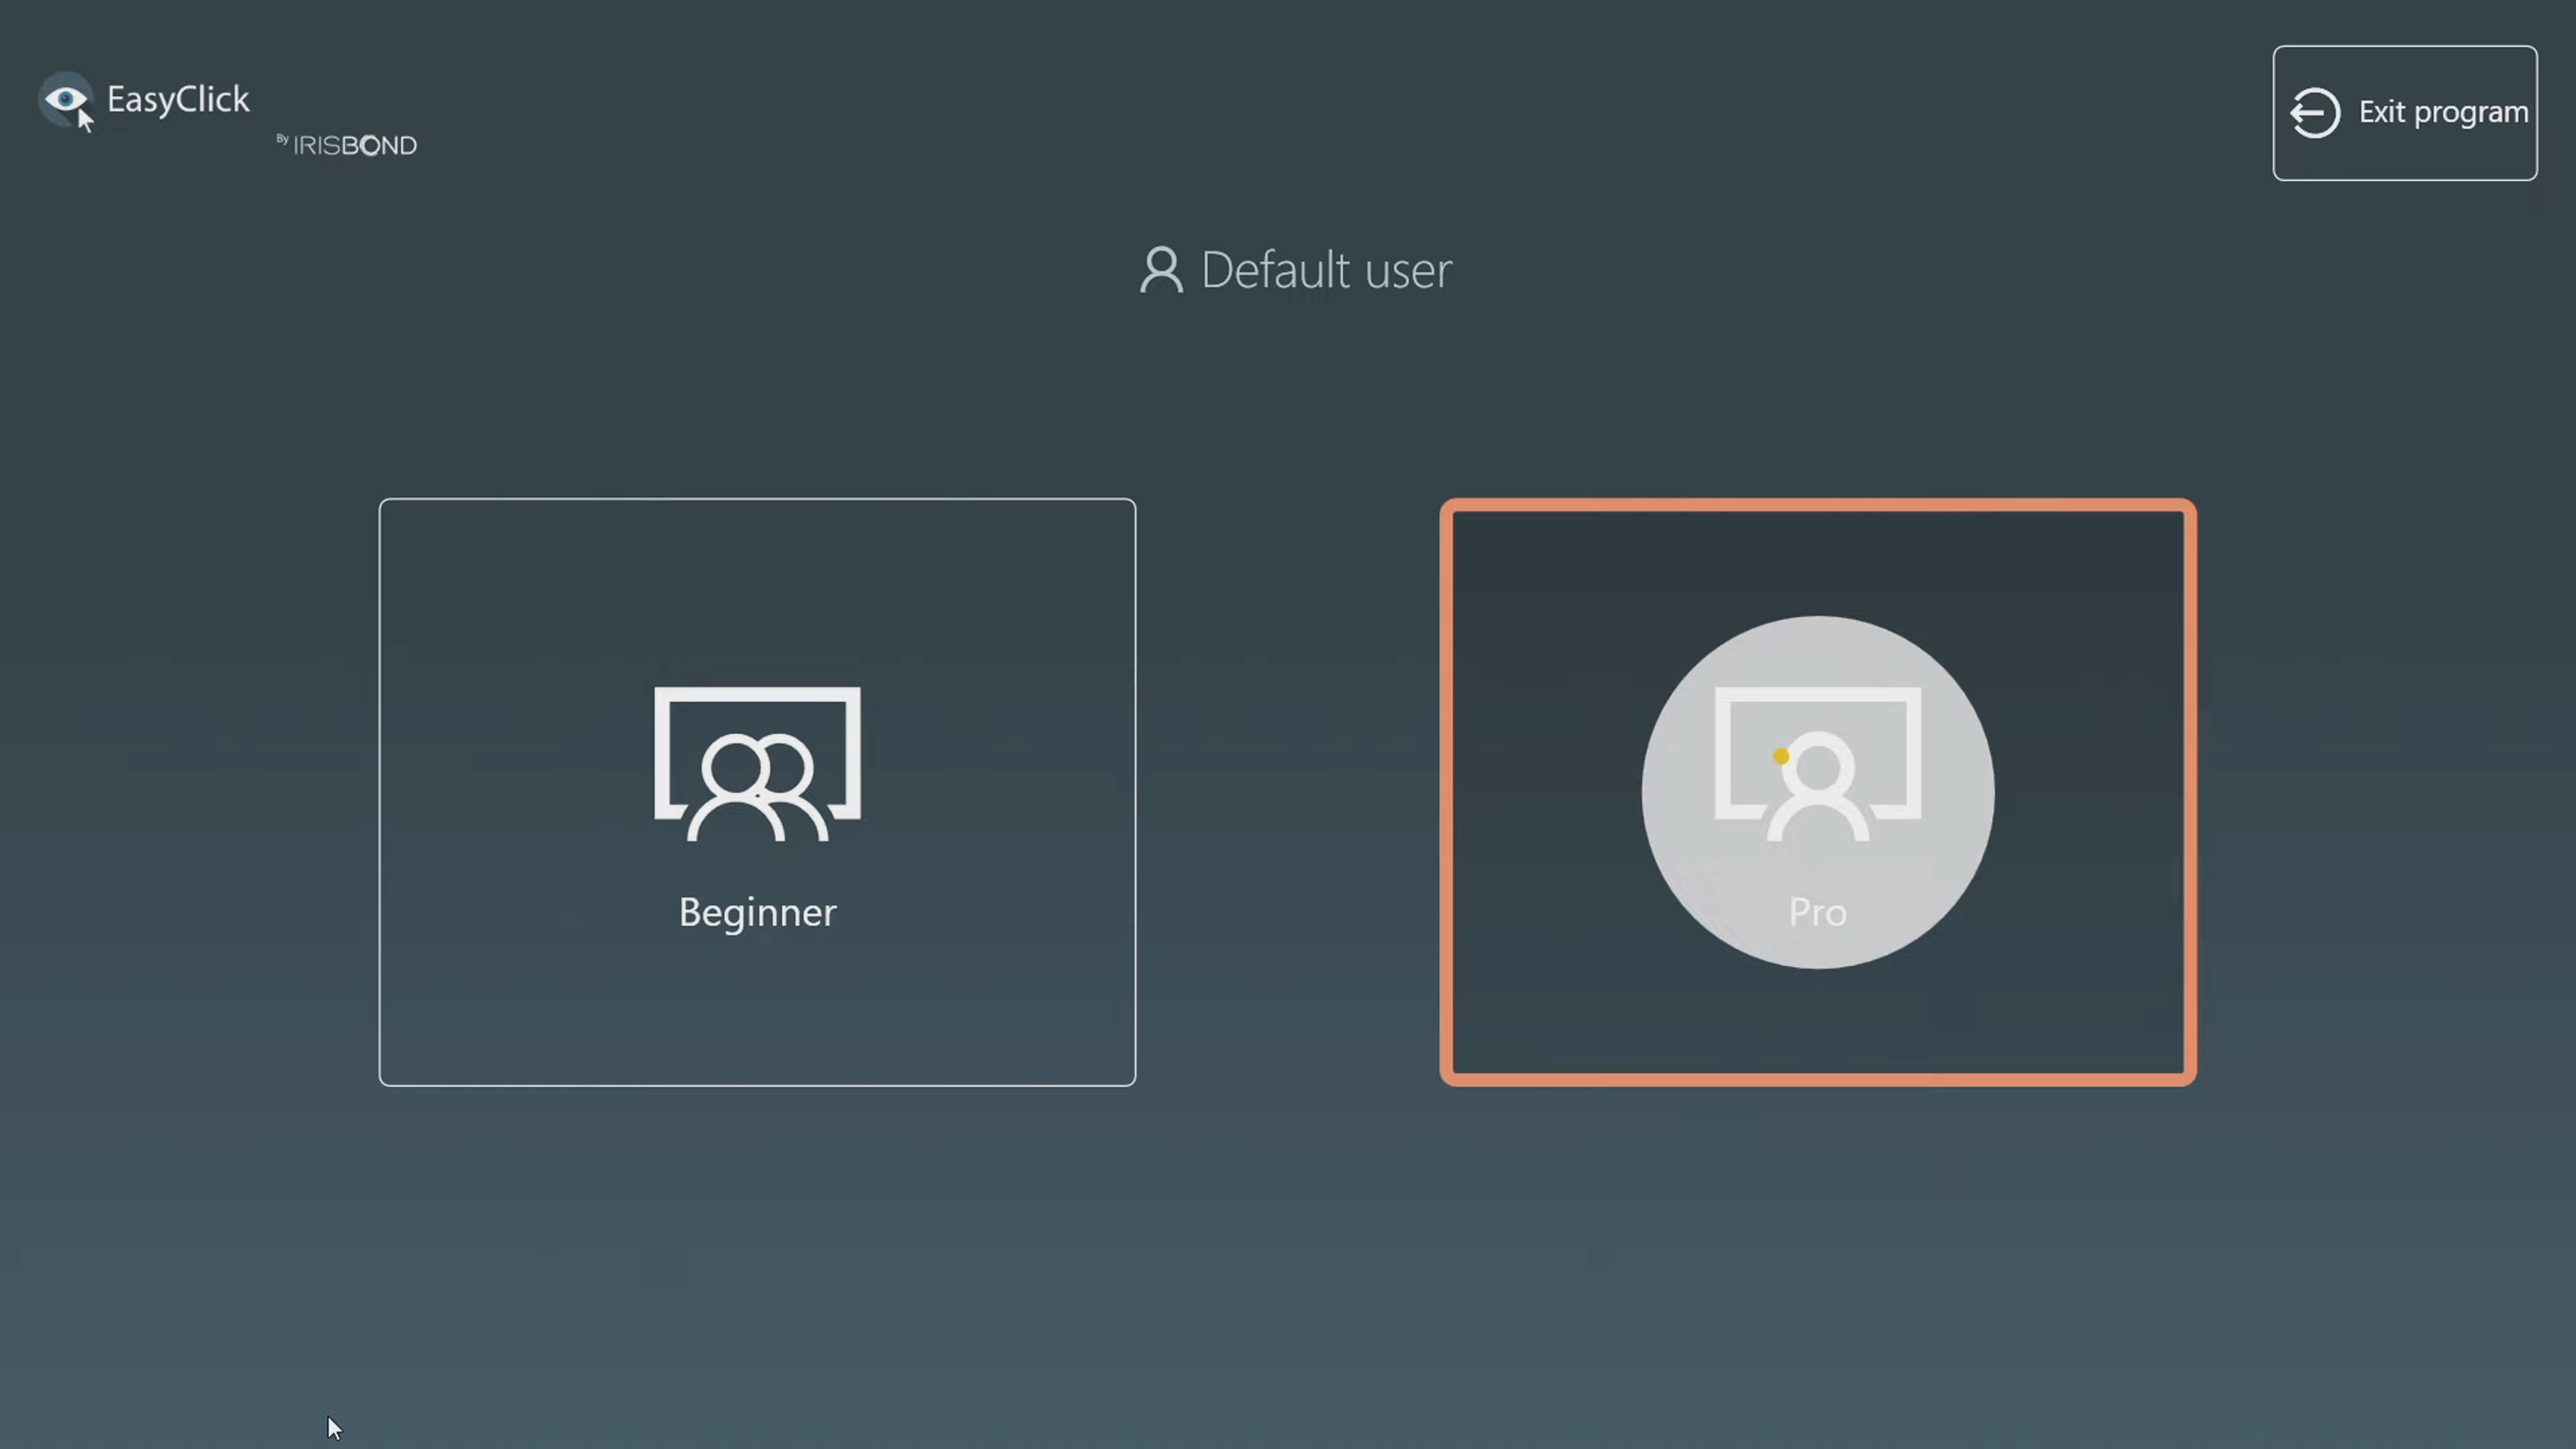 EasyClick
By IRISBOND
Exit program
Default user
Beginner
Pro